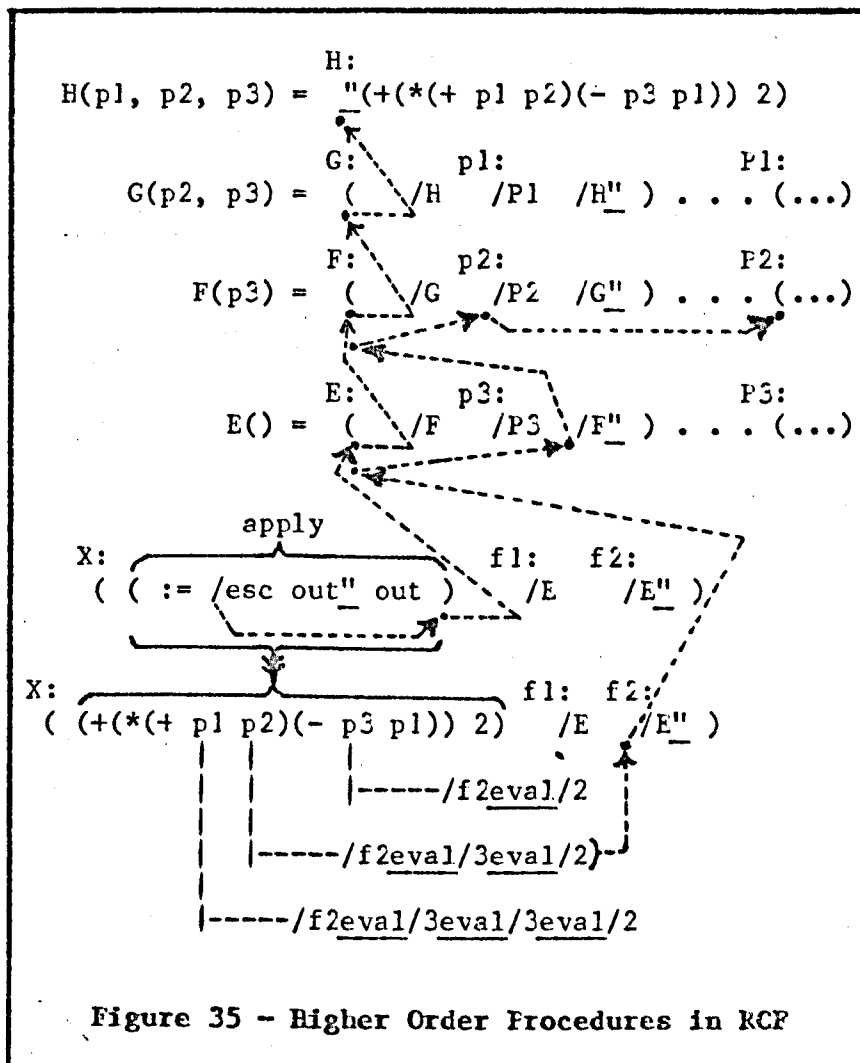 H:
H(p1, p2, p3) = "(+(*(+ p1 p2)(- p3 p1)) 2)
G: p1: P1:
G(p2, p3) = ( /H /P1 /H" ) . . . (...)
F: p2: P2:
F(p3) = ( /G /P2 /G" ) . . . (...)
E: p3: P3:
E() = ( /F /P3 /F" ) . . . (...)
apply
X: f1: f2:
( ( := /esc out" out ) /E /E" )
X: f1: f2:
( (+(*(+ p1 p2)(- p3 p1)) 2) /E /E" )
/f2eval/2
/f2eval/3eval/2}
/f2eval/3eval/3eval/2
Figure 35 - Higher Order Procedures in RCF